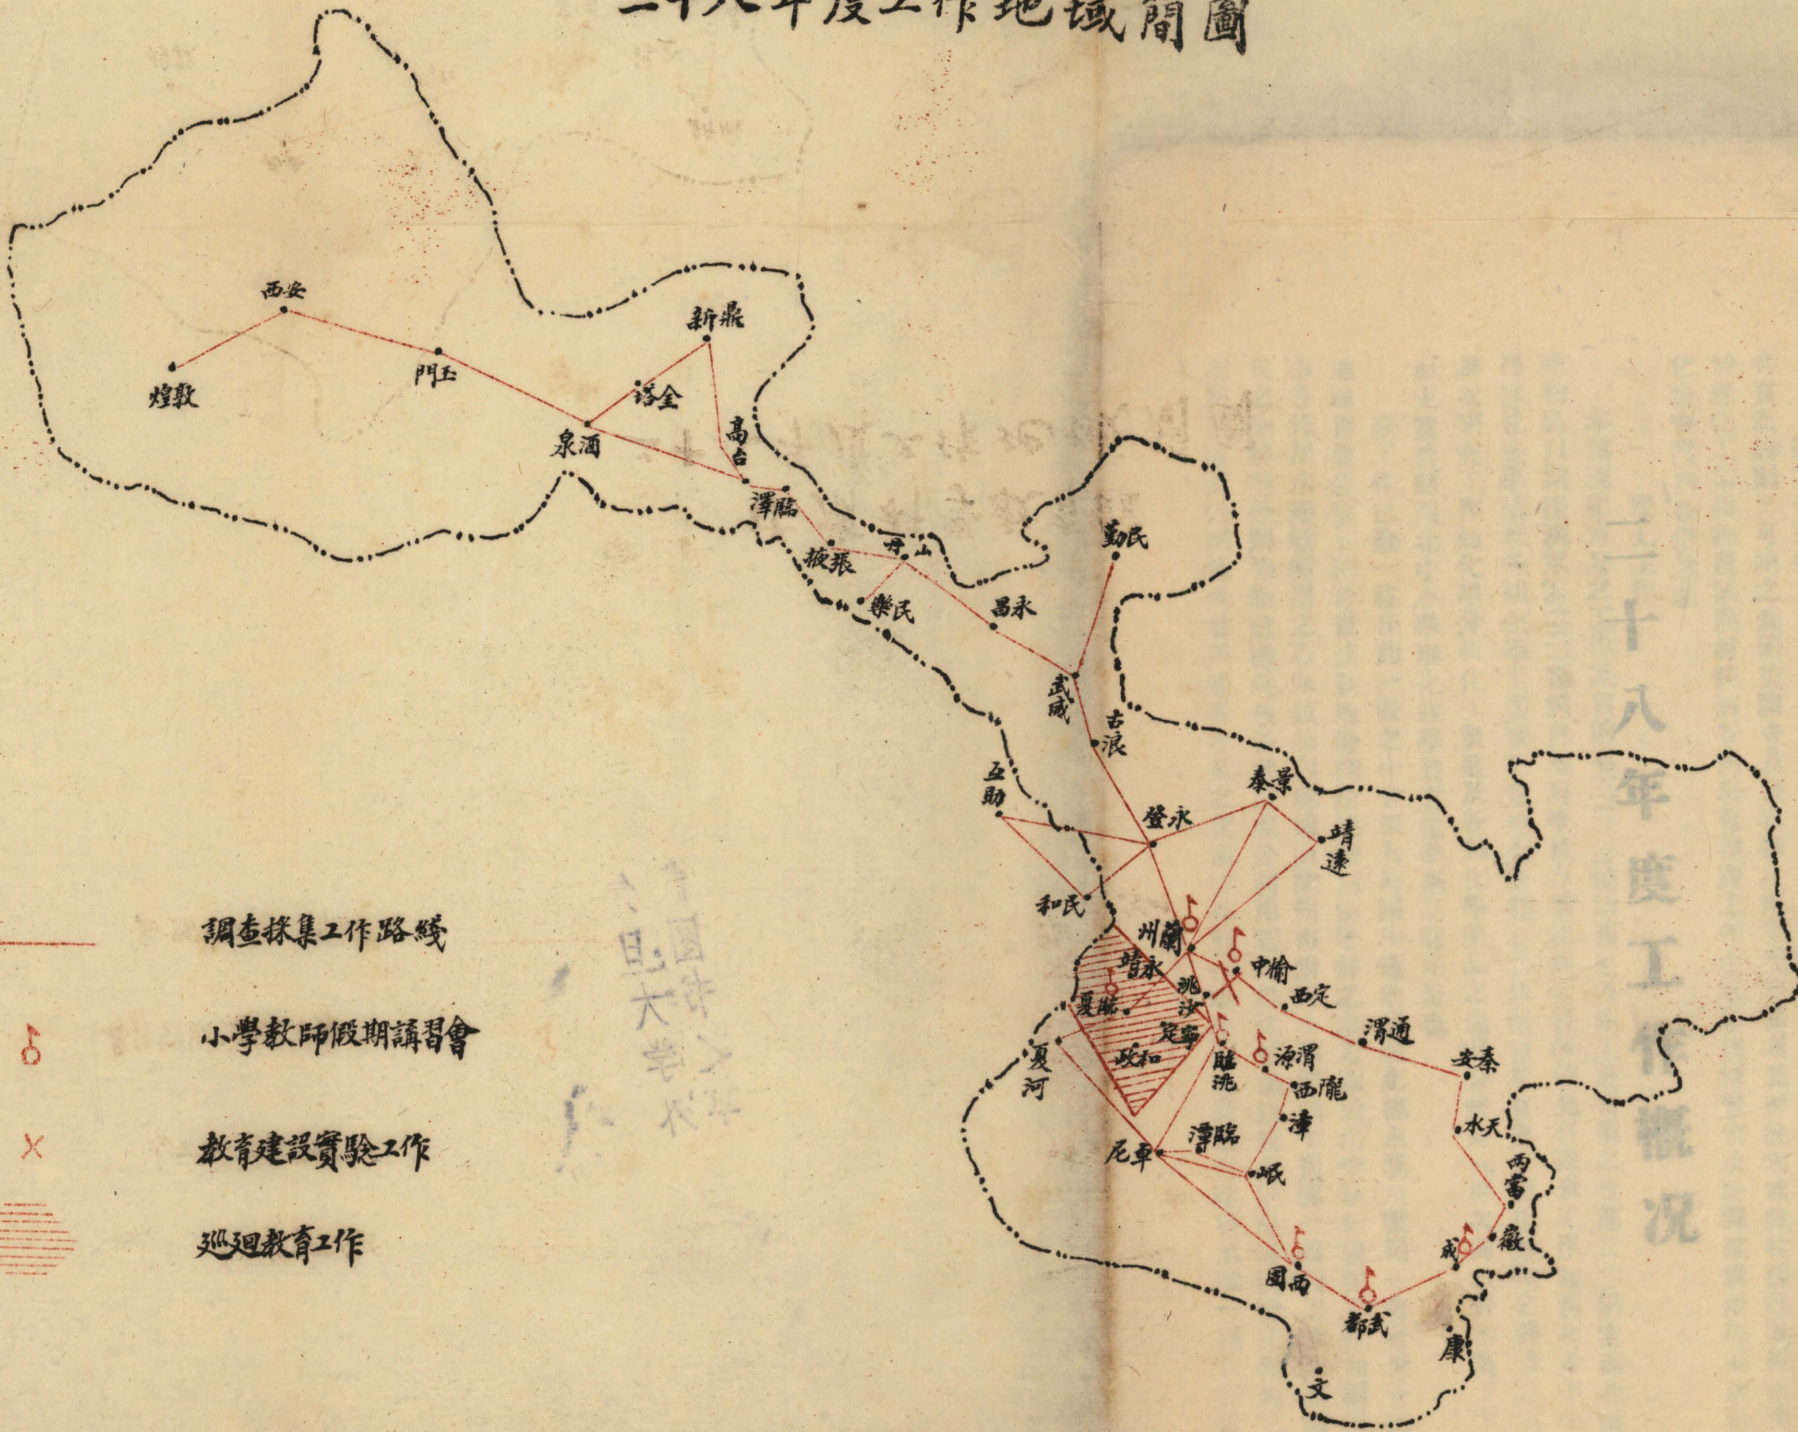 二十八年度工作地域簡圖
安西
敦煌
玉門
酒泉
金塔
鼎新
高台
臨澤
張掖
山丹
民樂
永昌
民勤
武威
古浪
互助
永登
景泰
靖遠
民和
蘭州
永靖
榆中
洮沙
定西
臨夏
寧定
和政
夏河
臨洮
渭源
通渭
隴西
秦安
漳
天水
臨潭
卓尼
岷
兩當
徽
成
西固
武都
康
文
調查採集工作路綫
小學教師假期講習會
教育建設實驗工作
巡廻教育工作
二十八年度工作概況